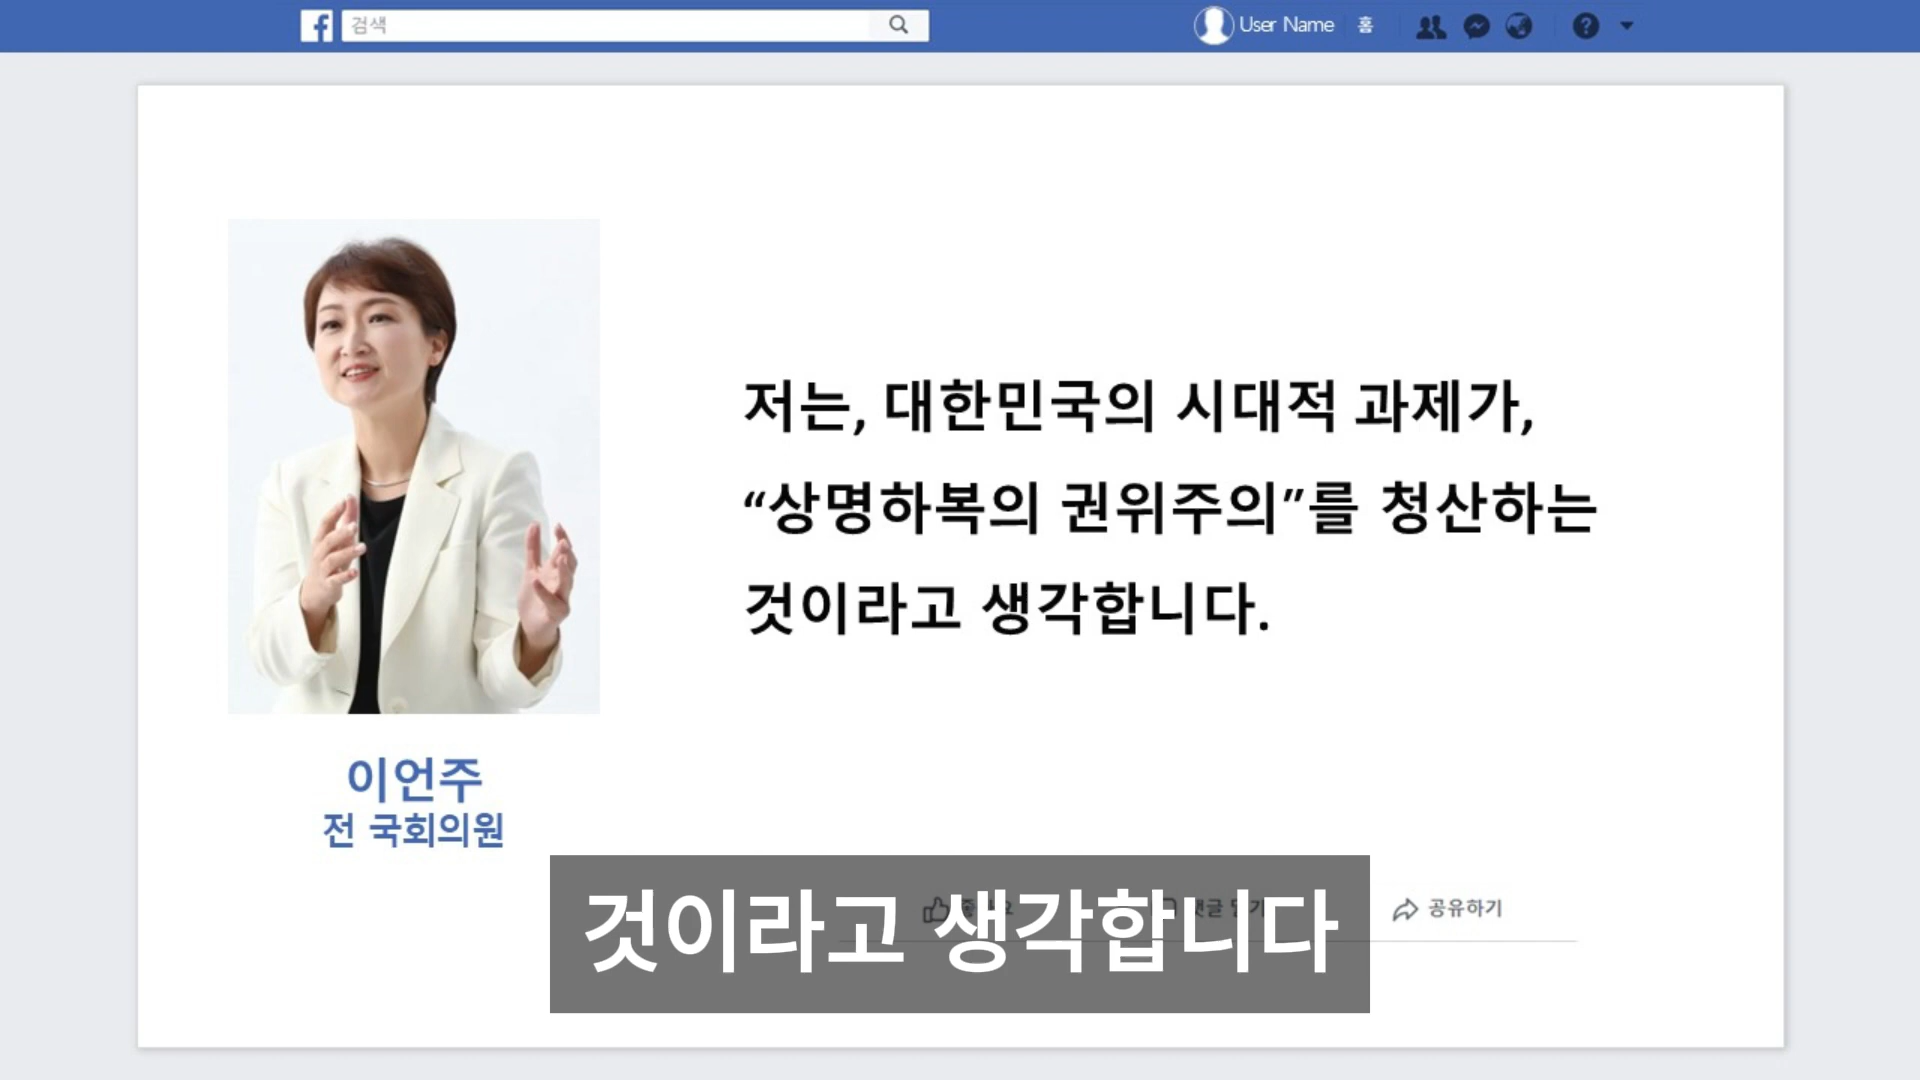 f 검색
User Name 홈
저는, 대한민국의 시대적 과제가,
“상명하복의 권위주의”를 청산하는
것이라고 생각합니다.
이언주
전 국회의원
공유하기
것이라고 생각합니다